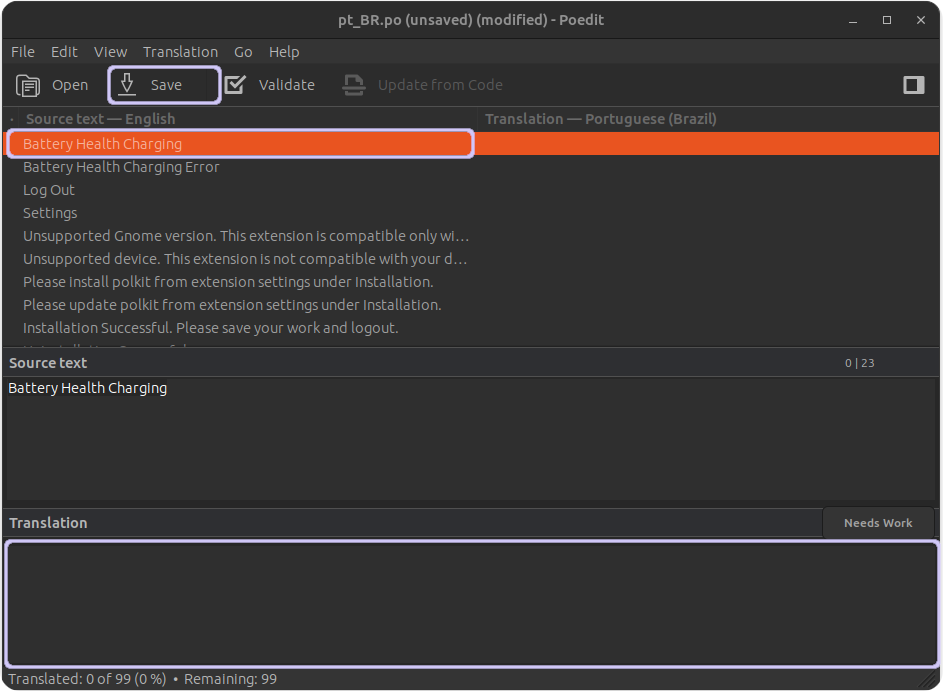 pt_BR.po (unsaved) (modified) - Poedit
File Edit View Translation Go Help
Open Save Validate Update from Code
Source text — English Translation — Portuguese (Brazil)
Battery Health Charging
Battery Health Charging Error
Log Out
Settings
Unsupported Gnome version. This extension is compatible only wi…
Unsupported device. This extension is not compatible with your d…
Please install polkit from extension settings under Installation.
Please update polkit from extension settings under Installation.
Installation Successful. Please save your work and logout.
Source text 0 | 23
Battery Health Charging
Translation Needs Work
Translated: 0 of 99 (0 %) • Remaining: 99